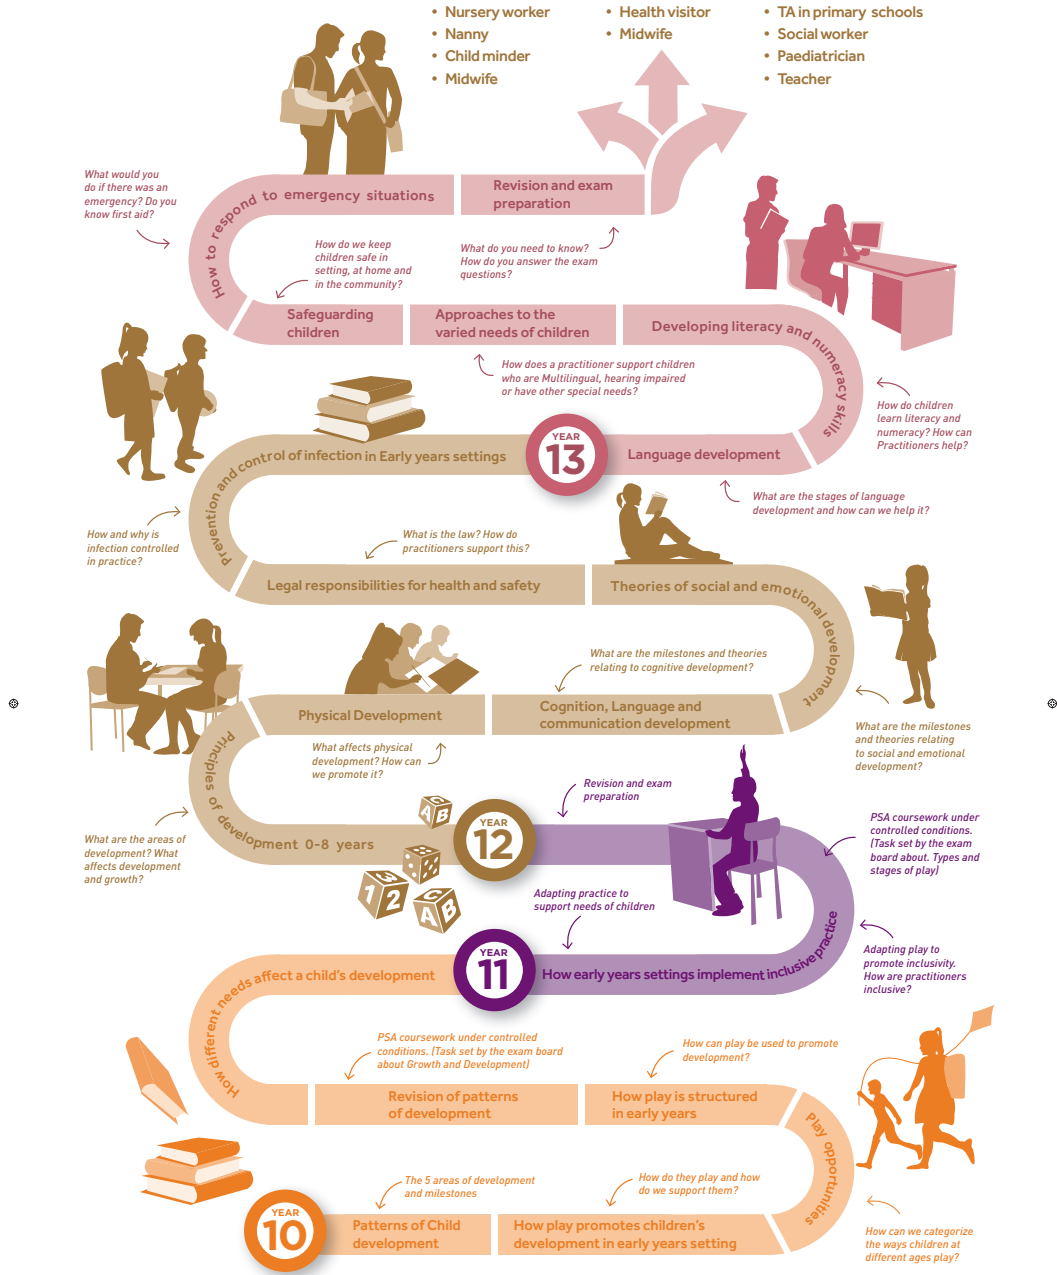 • Nursery worker
• Nanny
• Child minder
• Midwife
• Health visitor
• Midwife
• TA in primary schools
• Social worker
• Paediatrician
• Teacher
What would you
do if there was an
emergency? Do you
know first aid?
How to respond to emergency situations
Revision and exam
preparation
How do we keep
children safe in
setting, at home and
in the community?
What do you need to know?
How do you answer the exam
questions?
Safeguarding
children
Approaches to the
varied needs of children
Developing literacy and numeracy skills
How does a practitioner support children
who are Multilingual, hearing impaired
or have other special needs?
How do children
learn literacy and
numeracy? How can
Practitioners help?
Prevention and control of infection in Early years settings
YEAR
13
Language development
What are the stages of language
development and how can we help it?
How and why is
infection controlled
in practice?
What is the law? How do
practitioners support this?
Legal responsibilities for health and safety
Theories of social and emotional development
What are the milestones and theories
relating to cognitive development?
Physical Development
Cognition, Language and
communication development
What are the milestones
and theories relating
to social and emotional
development?
What affects physical
development? How can
we promote it?
Principles of development 0-8 years
What are the areas of
development? What
affects development
and growth?
C
A B
3
1 2
C
A B
YEAR
12
Revision and exam
preparation
PSA coursework under
controlled conditions.
(Task set by the exam
board about. Types and
stages of play)
Adapting practice to
support needs of children
How different needs affect a child's development
YEAR
11
How early years settings implement inclusive practice
Adapting play to
promote inclusivity.
How are practitioners
inclusive?
PSA coursework under controlled
conditions. (Task set by the exam board
about Growth and Development)
How can play be used to promote
development?
Revision of patterns
of development
How play is structured
in early years
Play opportunities
The 5 areas of development
and milestones
How do they play and how
do we support them?
YEAR
10
Patterns of Child
development
How play promotes children's
development in early years setting
How can we categorize
the ways children at
different ages play?